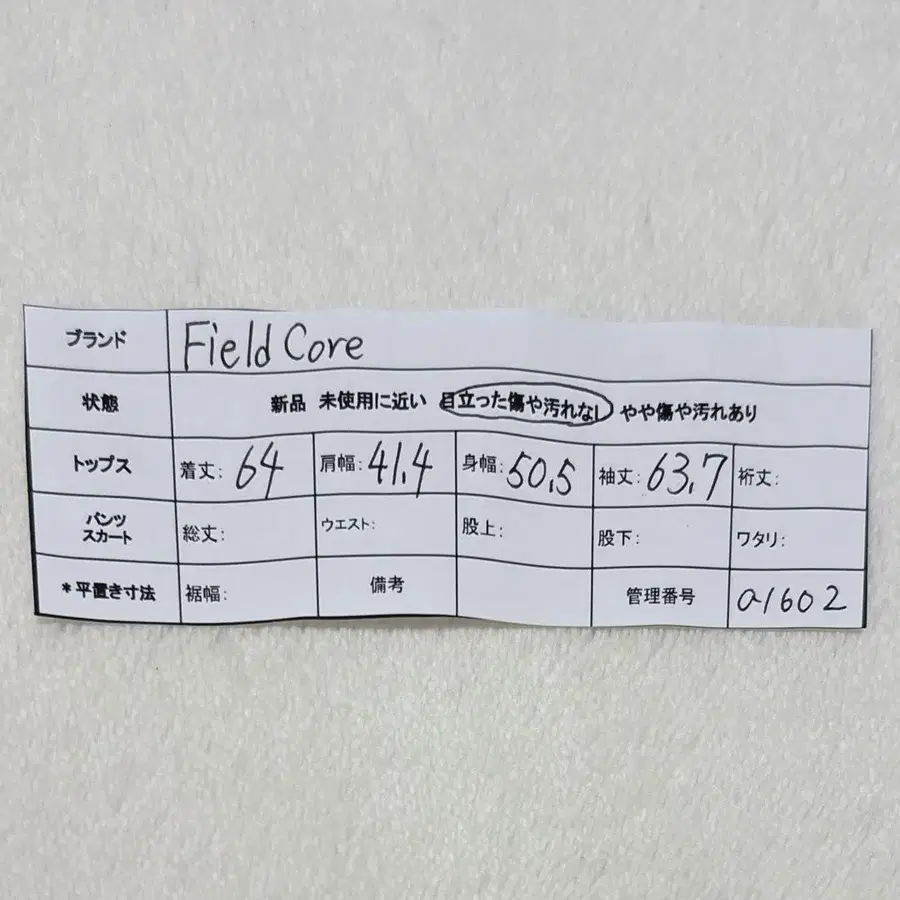 ブランド Field Core
状態 新品 未使用に近い 目立った傷や汚れなし やや傷や汚れあり
トップス 着丈: 64 肩幅: 41.4 身幅: 50.5 袖丈: 63.7 裄丈:
パンツ
スカート 総丈: ウエスト: 股上: 股下: ワタリ:
*平置き寸法 裾幅: 備考 管理番号 a1602